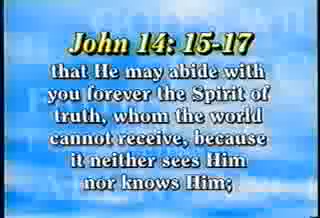 John 14: 15-17
that He may abide with
you forever the Spirit of
truth, whom the world
cannot receive, because
it neither sees Him
nor knows Him;